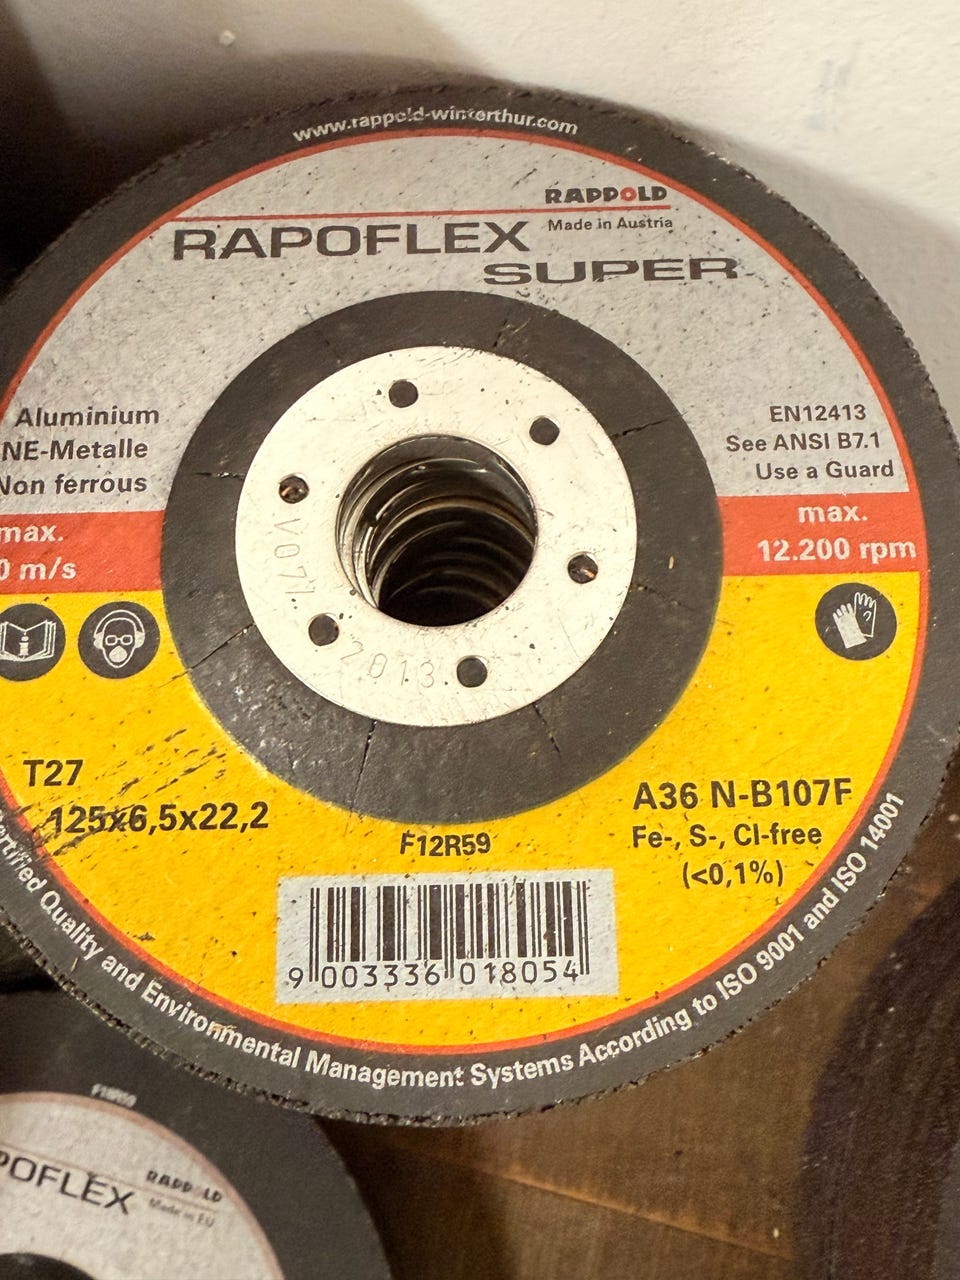 www.rappold-winterthur.com
RAPPOLD
Made in Austria
RAPOFLEX
SUPER
Aluminium
NE-Metalle
Non ferrous
max.
0 m/s
EN12413
See ANSI B7.1
Use a Guard
max.
12.200 rpm
V07
2013
T27
125x6,5x22,2
F12R59
A36 N-B107F
Fe-, S-, Cl-free
(<0,1%)
9 003336 018054
Certified Quality and Environmental Management Systems According to ISO 9001 and ISO 14001
F12R59
POFLEX
RAPPOLD
Made in EU